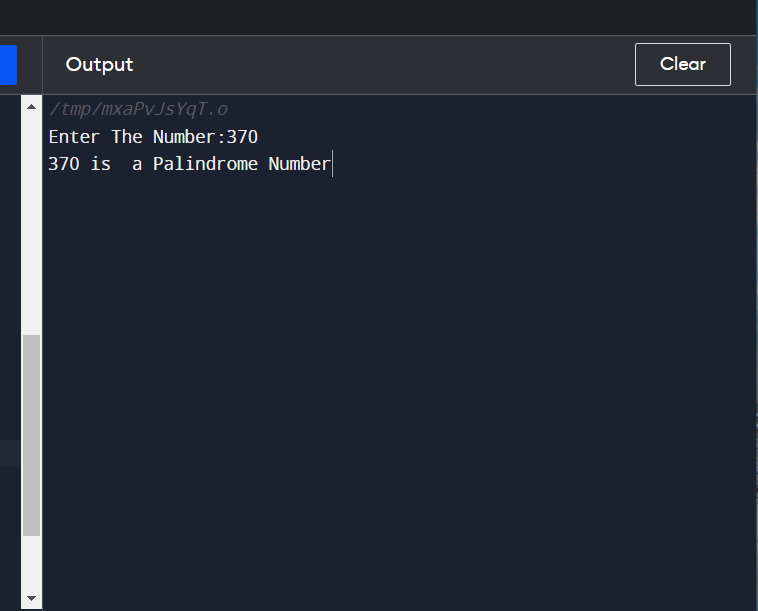 Output
Clear
/tmp/mxaPvJsYqT.o
Enter The Number:370
370 is  a Palindrome Number